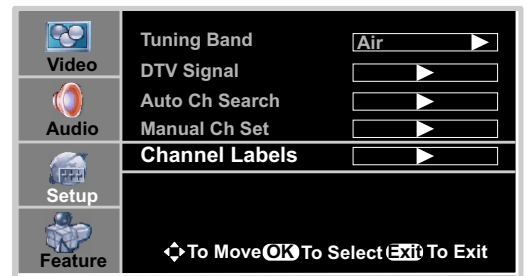 Video
Audio
Setup
Feature
Tuning Band Air
DTV Signal
Auto Ch Search
Manual Ch Set
Channel Labels
To Move OK To Select Exit To Exit